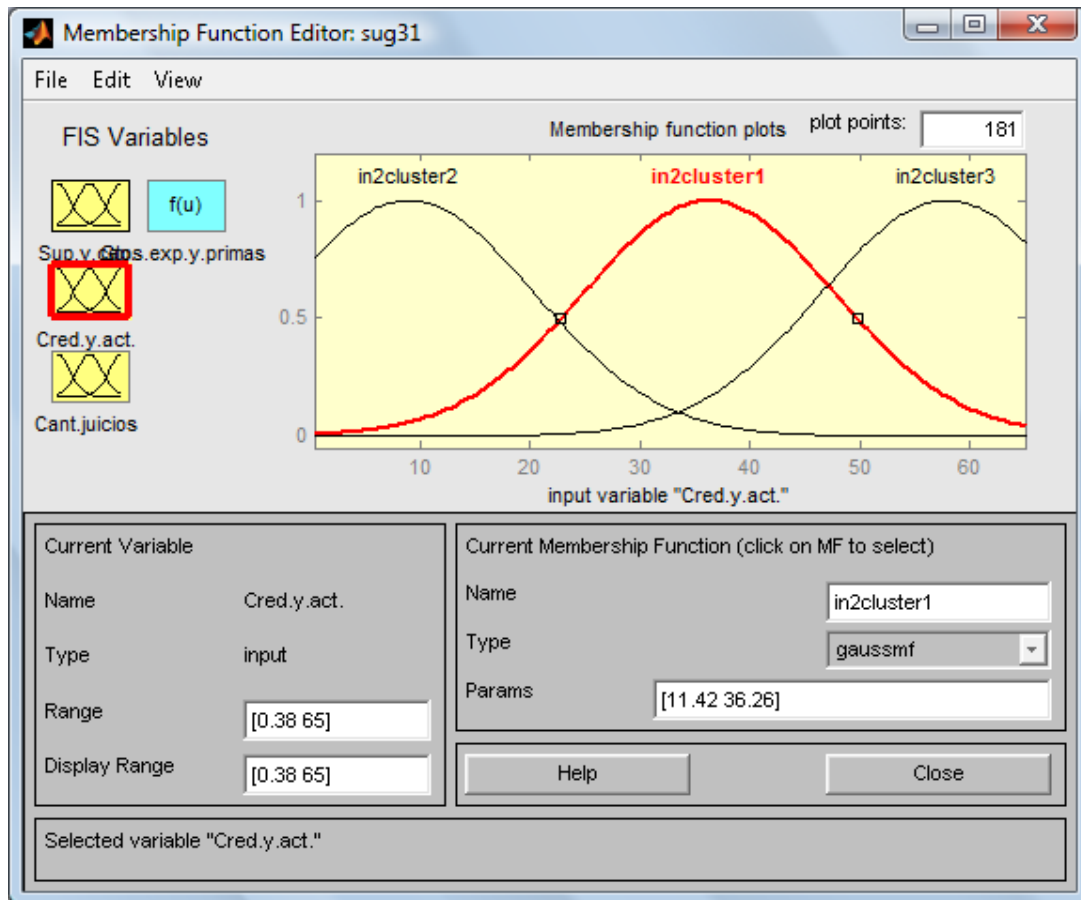 Membership Function Editor: sug31
File Edit View
FIS Variables
f(u)
Gtos.exp.y.primas
Cred.y.act.
Cant.juicios
Membership function plots
plot points: 181
in2cluster2 in2cluster1 in2cluster3
1
0.5
0
10 20 30 40 50 60
input variable "Cred.y.act."
Current Variable
Name Cred.y.act.
Type input
Range [0.38 65]
Display Range [0.38 65]
Current Membership Function (click on MF to select)
Name in2cluster1
Type gaussmf
Params [11.42 36.26]
Help Close
Selected variable "Cred.y.act."